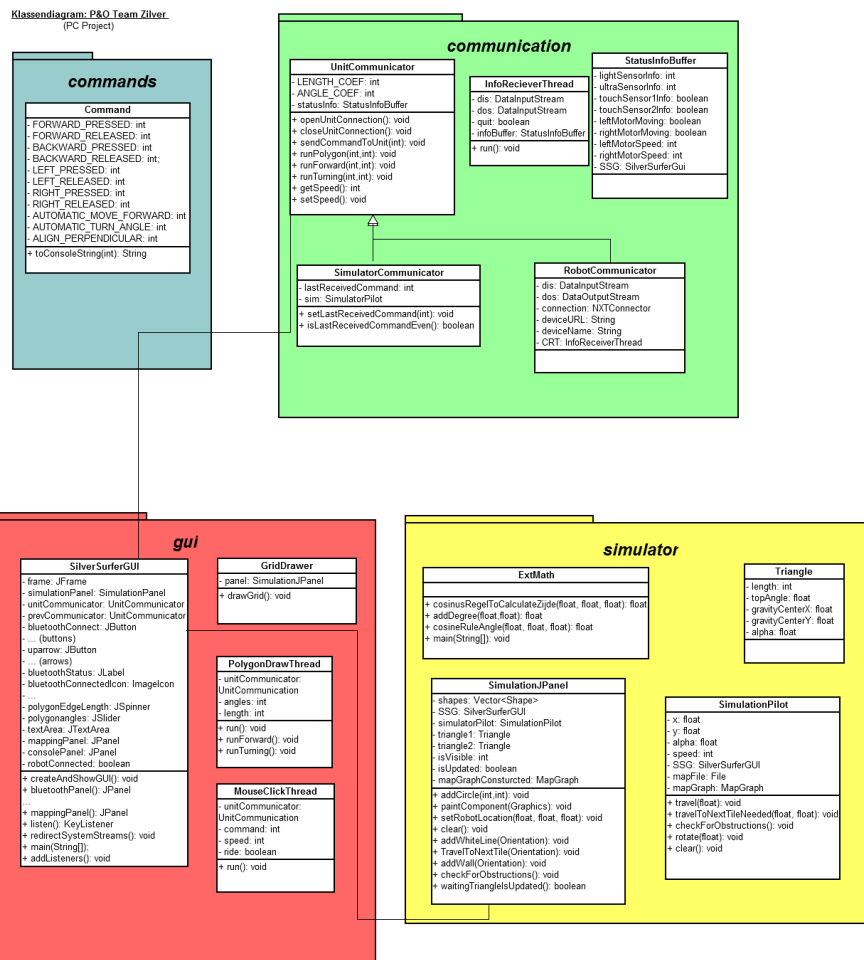 Klassendiagram: P&O Team Zilver
(PC Project)
commands
Command
- FORWARD_PRESSED: int
- FORWARD_RELEASED: int
- BACKWARD_PRESSED: int
- BACKWARD_RELEASED: int;
- LEFT_PRESSED: int
- LEFT_RELEASED: int
- RIGHT_PRESSED: int
- RIGHT_RELEASED: int
- AUTOMATIC_MOVE_FORWARD: int
- AUTOMATIC_TURN_ANGLE: int
- ALIGN_PERPENDICULAR: int
+ toConsoleString(int): String
communication
UnitCommunicator
- LENGTH_COEF: int
- ANGLE_COEF: int
- statusInfo: StatusInfoBuffer
+ openUnitConnection(): void
+ closeUnitConnection(): void
+ sendCommandToUnit(int): void
+ runPolygon(int,int): void
+ runForward(int,int): void
+ runTurning(int,int): void
+ getSpeed(): int
+ setSpeed(): void
InfoRecieverThread
- dis: DataInputStream
- dos: DataInputStream
- quit: boolean
- infoBuffer: StatusInfoBuffer
+ run(): void
StatusInfoBuffer
- lightSensorInfo: int
- ultraSensorInfo: int
- touchSensor1Info: boolean
- touchSensor2Info: boolean
- leftMotorMoving: boolean
- rightMotorMoving: boolean
- leftMotorSpeed: int
- rightMotorSpeed: int
- SSG: SilverSurferGui
SimulatorCommunicator
- lastReceivedCommand: int
- sim: SimulatorPilot
+ setLastReceivedCommand(int): void
+ isLastReceivedCommandEven(): boolean
RobotCommunicator
- dis: DataInputStream
- dos: DataOutputStream
- connection: NXTConnector
- deviceURL: String
- deviceName: String
- CRT: InfoReceiverThread
gui
SilverSurferGUI
- frame: JFrame
- simulationPanel: SimulationPanel
- unitCommunicator: UnitCommunicator
- prevCommunicator: UnitCommunicator
- bluetoothConnect: JButton
- ... (buttons)
- uparrow: JButton
- ... (arrows)
- bluetoothStatus: JLabel
- bluetoothConnectedIcon: ImageIcon
- ...
- polygonEdgeLength: JSpinner
- polygonangles: JSlider
- textArea: JTextArea
- mappingPanel: JPanel
- consolePanel: JPanel
- robotConnected: boolean
+ createAndShowGUI(): void
+ bluetoothPanel(): JPanel
...
+ mappingPanel(): JPanel
+ listen(): KeyListener
+ redirectSystemStreams(): void
+ main(String[]);
+ addListeners(): void
GridDrawer
- panel: SimulationJPanel
+ drawGrid(): void
PolygonDrawThread
- unitCommunicator:
UnitCommunication
- angles: int
- length: int
+ run(): void
+ runForward(): void
+ runTurning(): void
MouseClickThread
- unitCommunicator:
UnitCommunication
- command: int
- speed: int
- ride: boolean
+ run(): void
simulator
ExtMath
+ cosinusRegelToCalculateZijde(float, float, float): float
+ addDegree(float,float): float
+ cosineRuleAngle(float, float, float): float
+ main(String[]): void
Triangle
- length: int
- topAngle: float
- gravityCenterX: float
- gravityCenterY: float
- alpha: float
SimulationJPanel
- shapes: Vector<Shape>
- SSG: SilverSurferGUI
- simulatorPilot: SimulationPilot
- triangle1: Triangle
- triangle2: Triangle
- isVisible: int
- isUpdated: boolean
- mapGraphConsturcted: MapGraph
+ addCircle(int,int): void
+ paintComponent(Graphics): void
+ setRobotLocation(float, float, float): void
+ clear(): void
+ addWhiteLine(Orientation): void
+ TravelToNextTile(Orientation): void
+ addWall(Orientation): void
+ checkForObstructions(): void
+ waitingTriangleIsUpdated(): boolean
SimulationPilot
- x: float
- y: float
- alpha: float
- speed: int
- SSG: SilverSurferGUI
- mapFile: File
- mapGraph: MapGraph
+ travel(float): void
+ travelToNextTileNeeded(float, float): void
+ checkForObstructions(): void
+ rotate(float): void
+ clear(): void